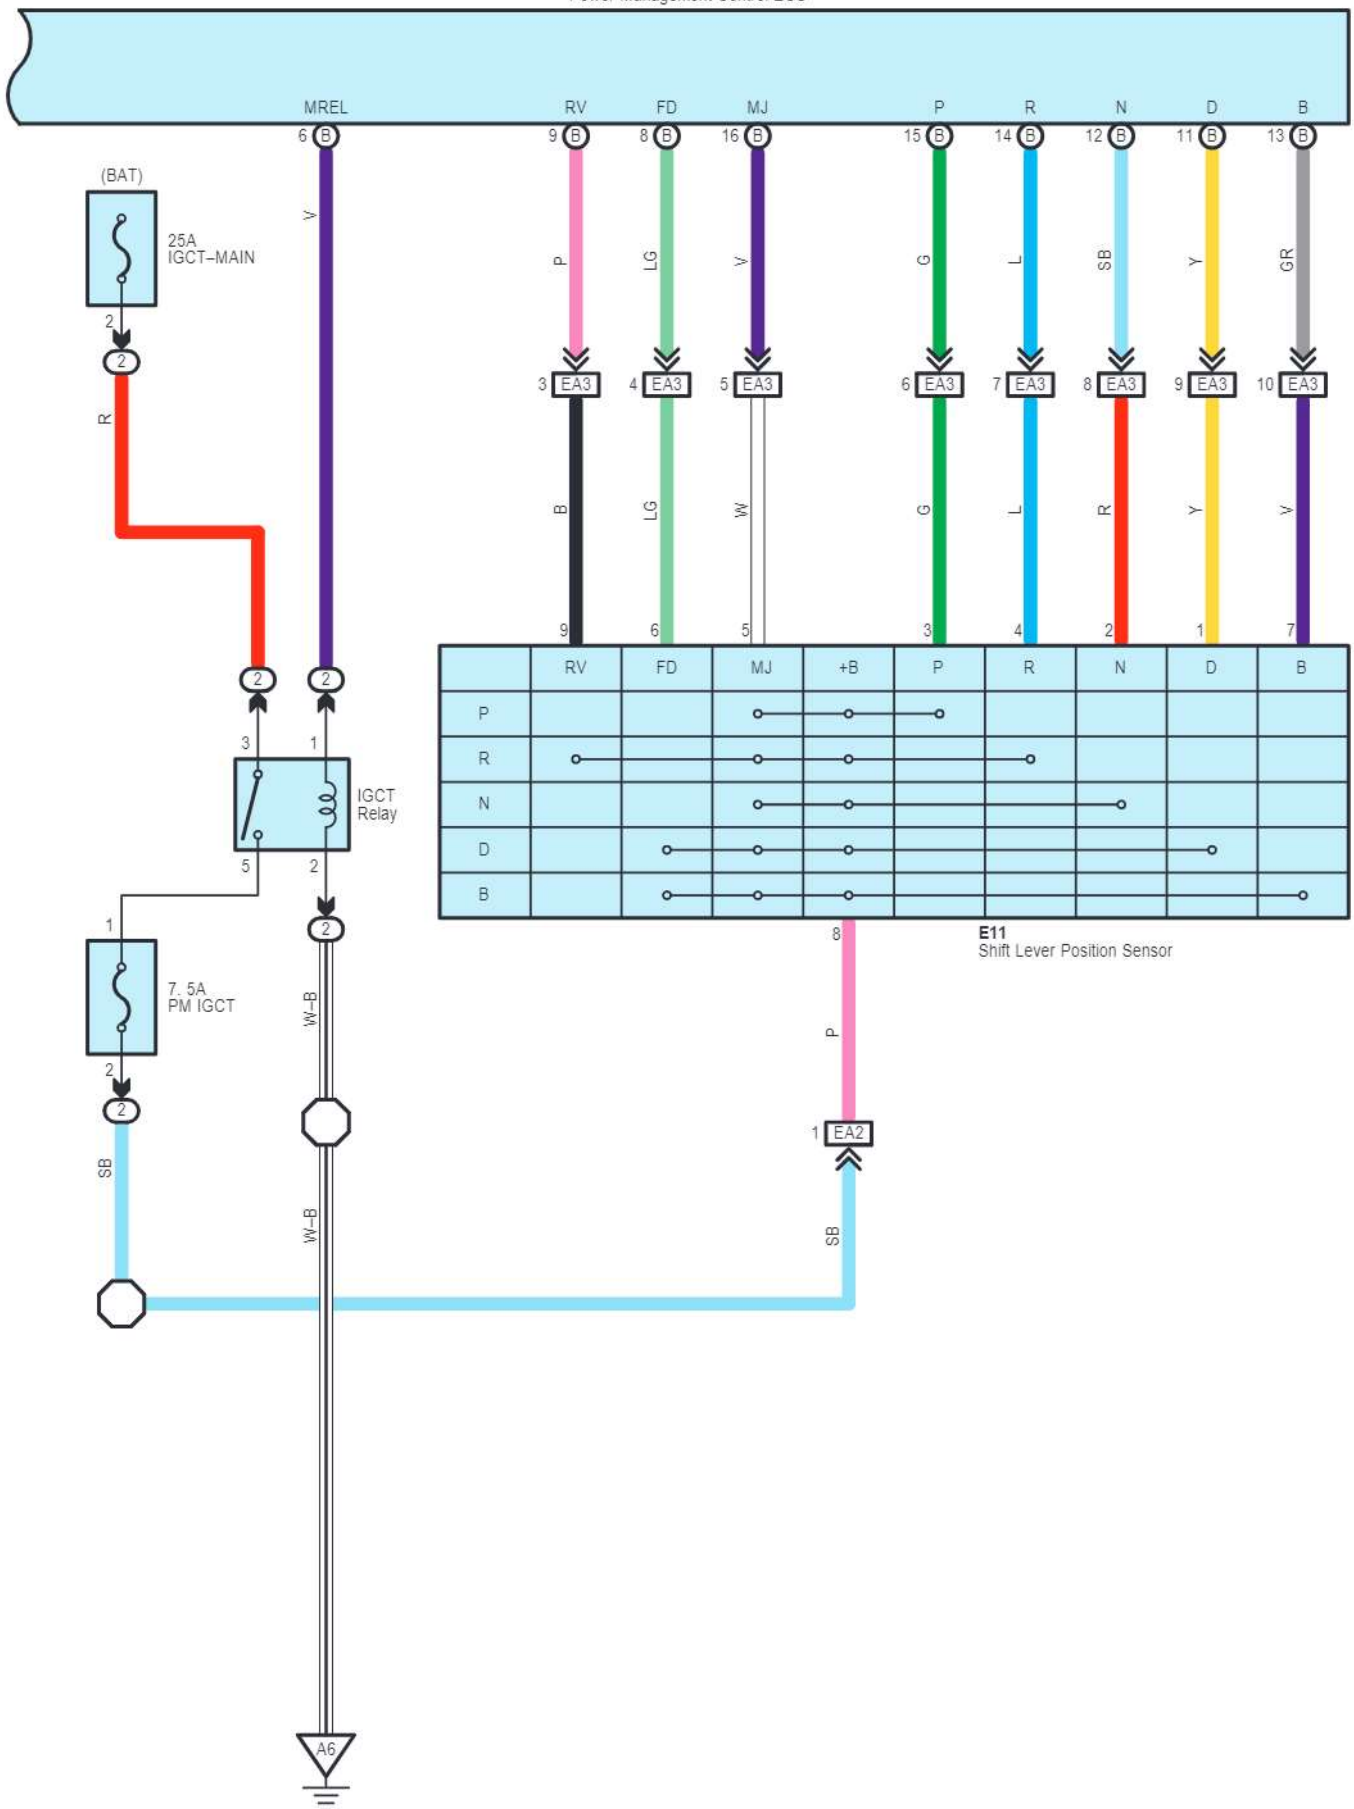 Power Management Control ECU
MREL RV FD MJ P R N D B
6 B 9 B 8 B 16 B 15 B 14 B 12 B 11 B 13 B
(BAT)
25A
IGCT–MAIN
V
P LG V G L SB Y GR
2
2
3 EA3 4 EA3 5 EA3 6 EA3 7 EA3 8 EA3 9 EA3 10 EA3
R
B LG W G L R Y V
9 6 5 3 4 2 1 7
2 2
RV FD MJ +B P R N D B
P
R
N
D
B
3 1
IGCT
Relay
5 2
1
2
8
E11
Shift Lever Position Sensor
7. 5A
PM IGCT
W–B
P
2
2
1 EA2
SB
W–B
SB
A6